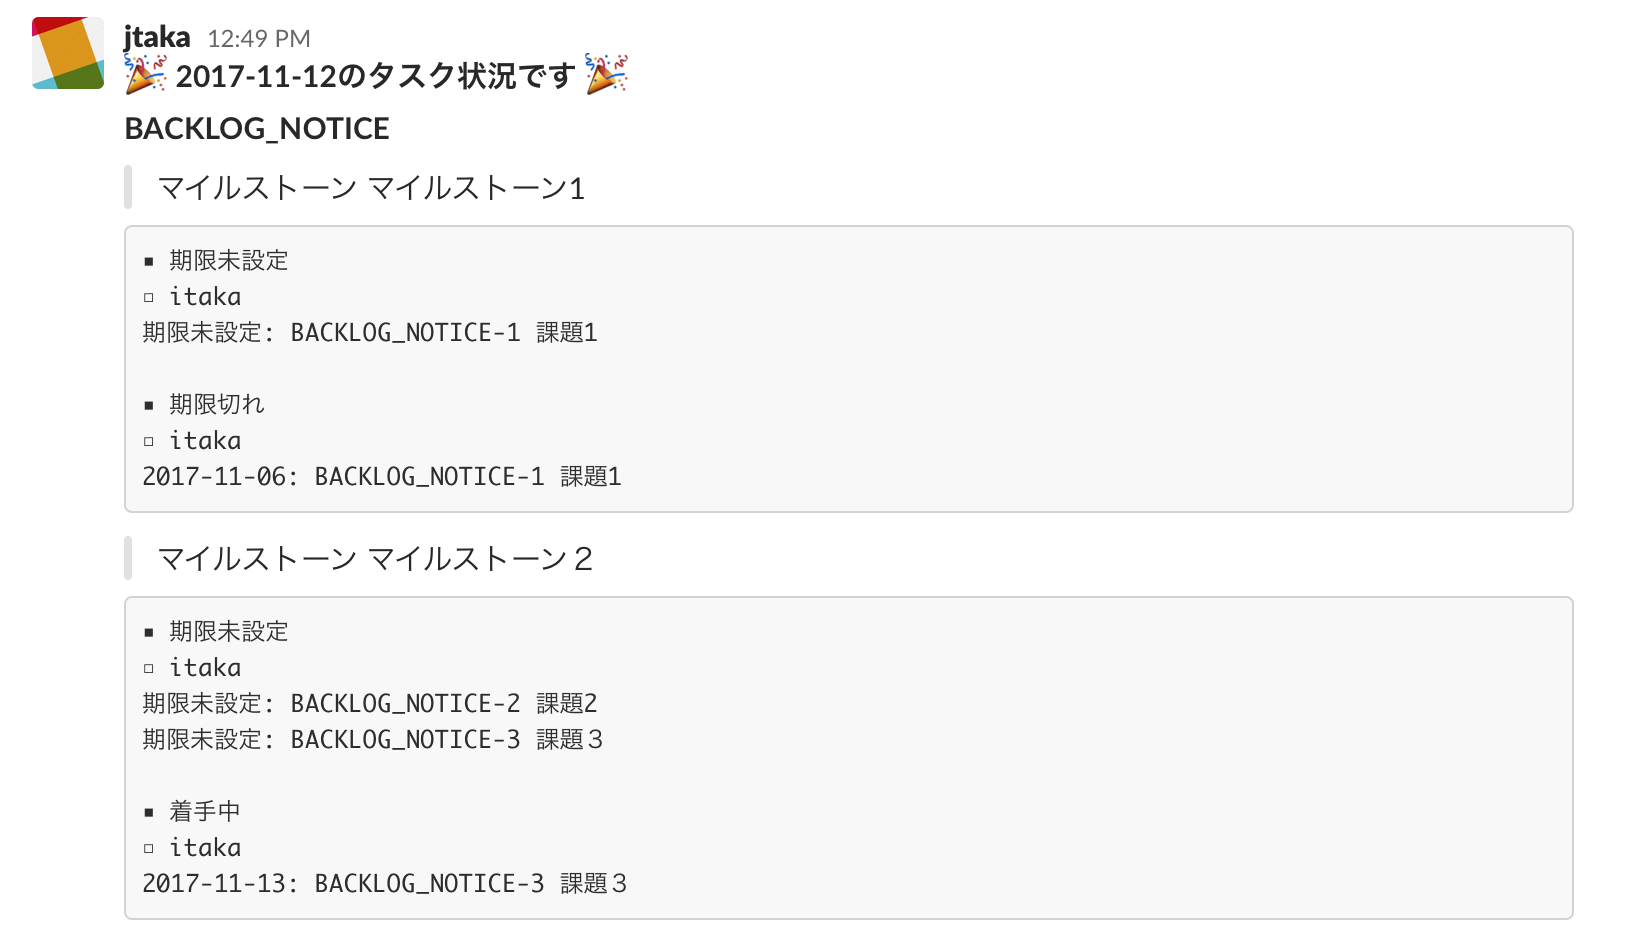 jtaka 12:49 PM
2017-11-12のタスク状況です
BACKLOG_NOTICE
マイルストーン マイルストーン1
▪ 期限未設定
▫ itaka
期限未設定: BACKLOG_NOTICE-1 課題1
▪ 期限切れ
▫ itaka
2017-11-06: BACKLOG_NOTICE-1 課題1
マイルストーン マイルストーン２
▪ 期限未設定
▫ itaka
期限未設定: BACKLOG_NOTICE-2 課題2
期限未設定: BACKLOG_NOTICE-3 課題３
▪ 着手中
▫ itaka
2017-11-13: BACKLOG_NOTICE-3 課題３